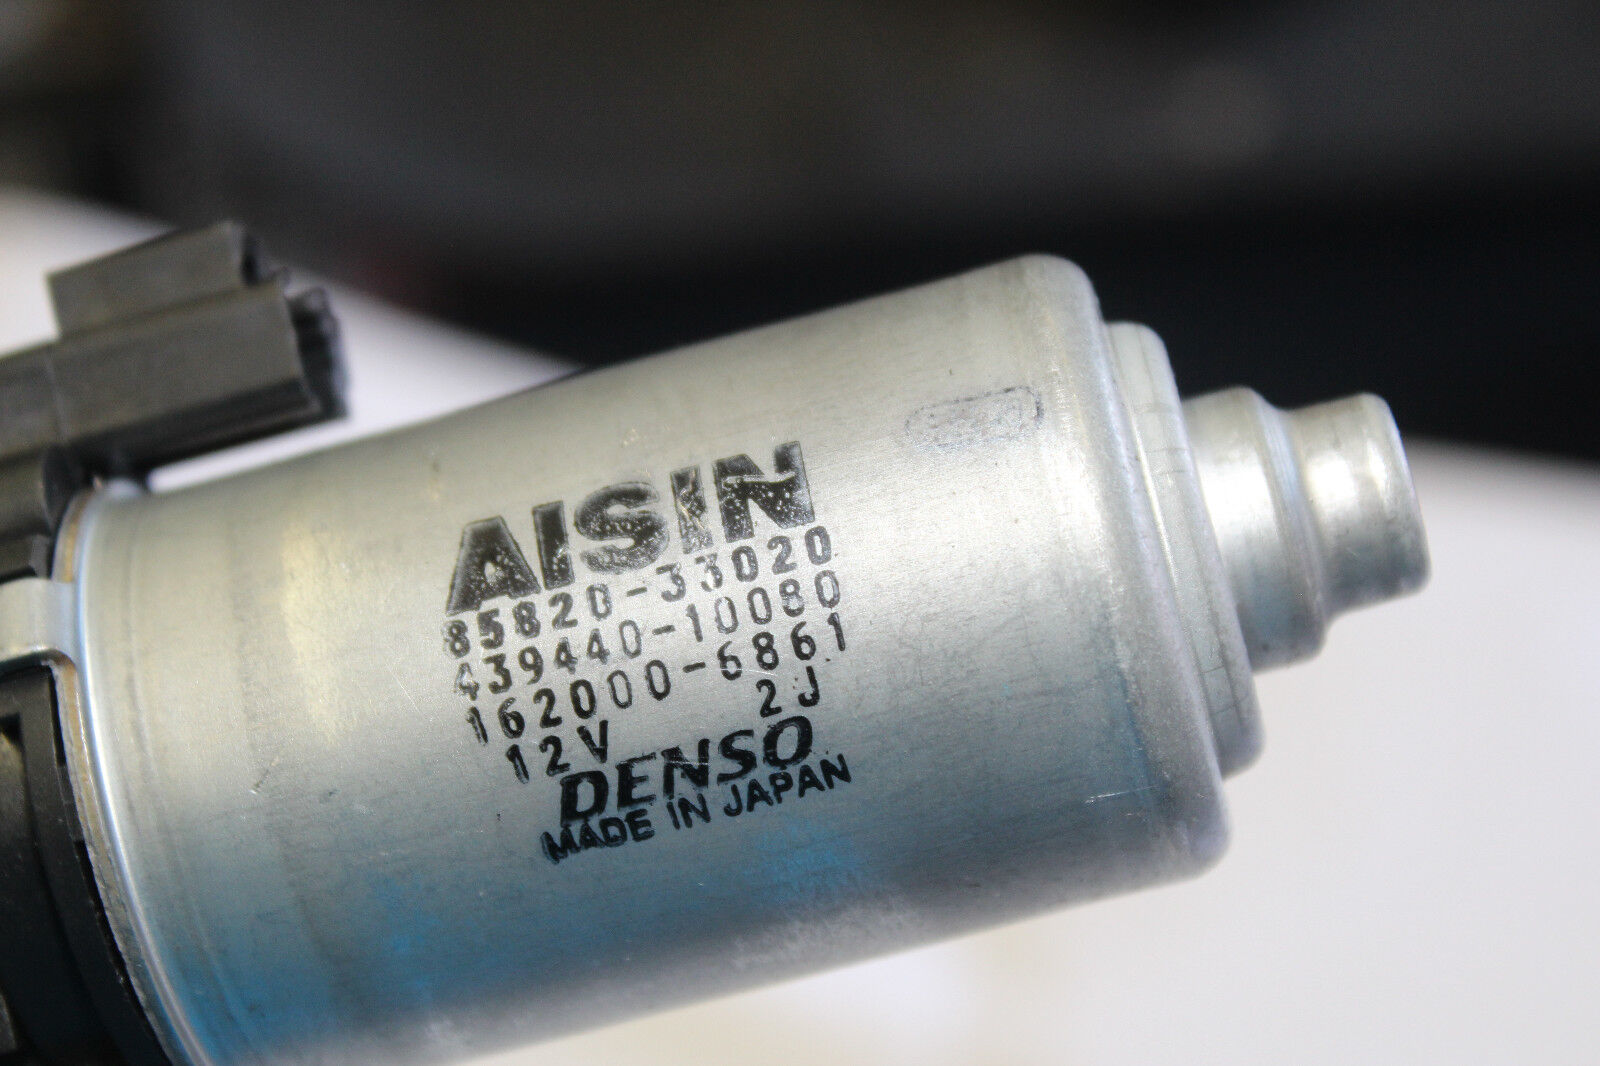 AISIN
85820-33020
439440-10080
162000-6861
12V 2J
DENSO
MADE IN JAPAN